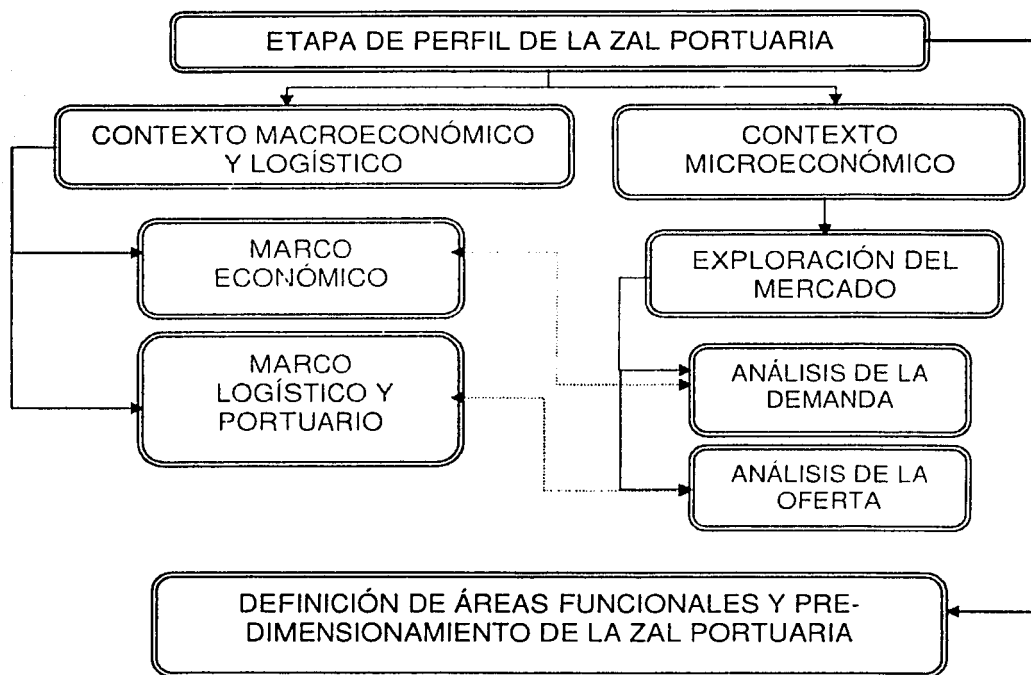 ETAPA DE PERFIL DE LA ZAL PORTUARIA
CONTEXTO MACROECONÓMICO
Y LOGÍSTICO
CONTEXTO
MICROECONÓMICO
MARCO
ECONÓMICO
EXPLORACIÓN DEL
MERCADO
MARCO
LOGÍSTICO Y
PORTUARIO
ANÁLISIS DE LA
DEMANDA
ANÁLISIS DE LA
OFERTA
DEFINICIÓN DE ÁREAS FUNCIONALES Y PRE-
DIMENSIONAMIENTO DE LA ZAL PORTUARIA